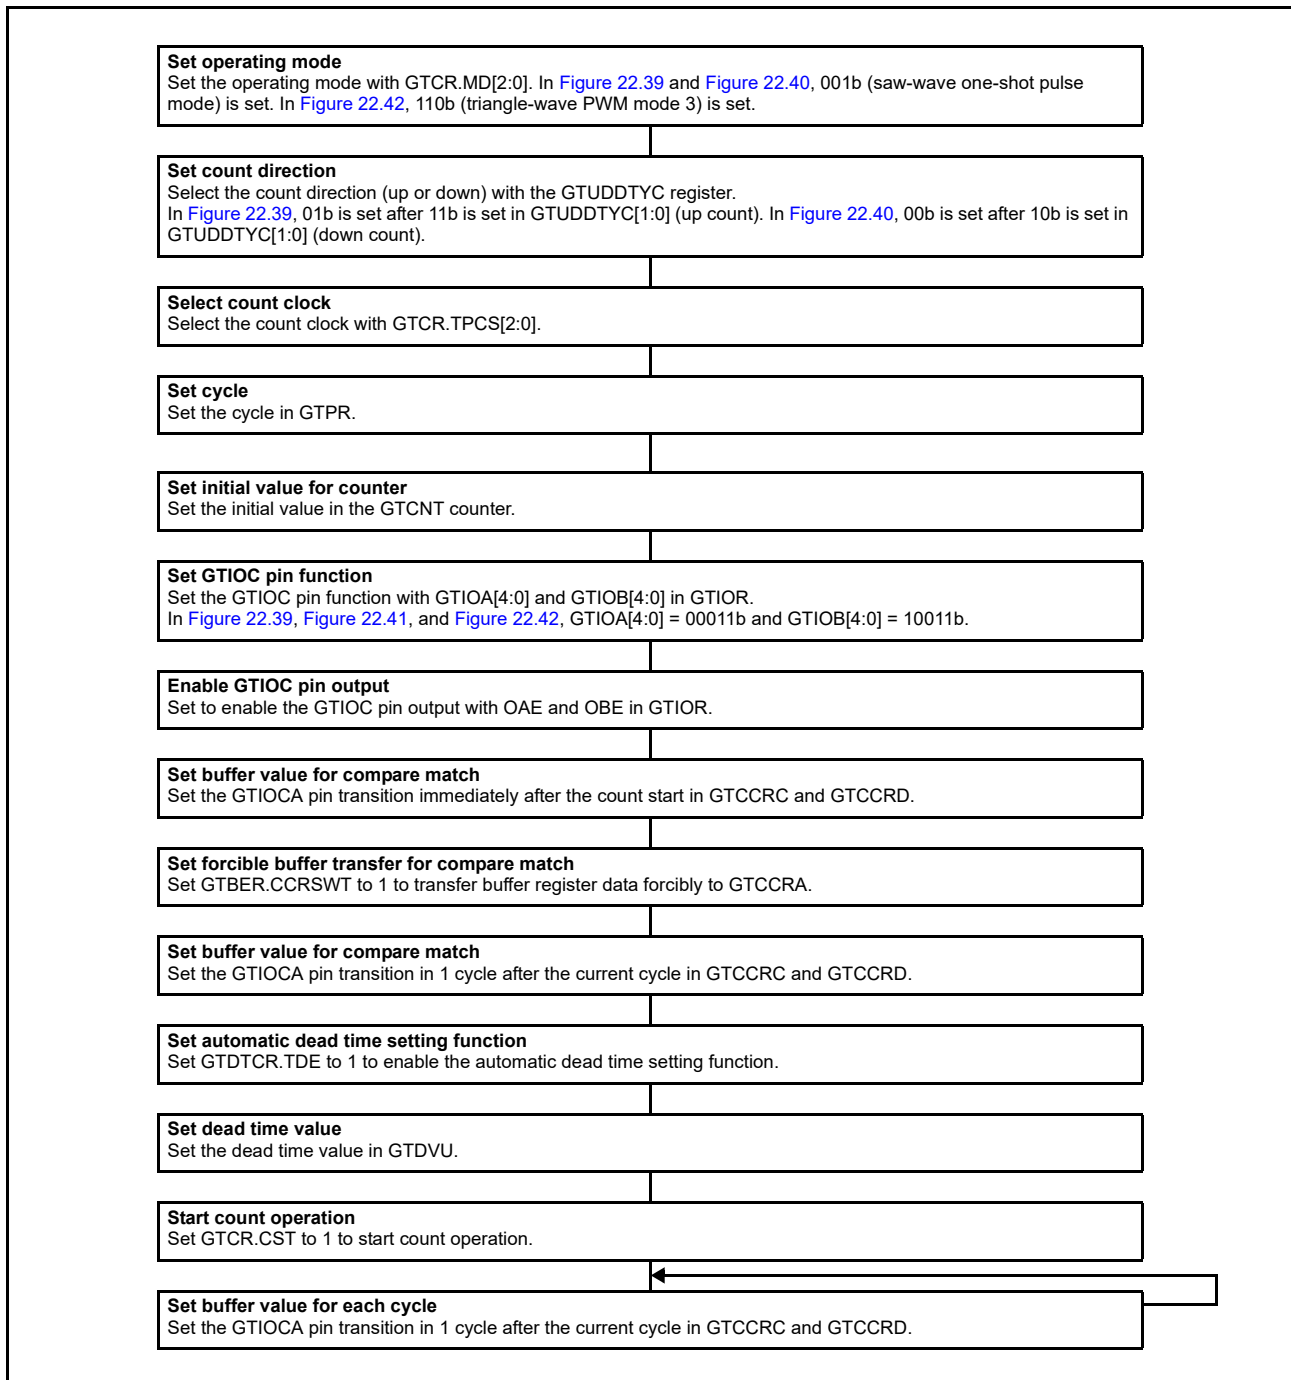 Set operating mode
Set the operating mode with GTCR.MD[2:0]. In Figure 22.39 and Figure 22.40, 001b (saw-wave one-shot pulse
mode) is set. In Figure 22.42, 110b (triangle-wave PWM mode 3) is set.
Set count direction
Select the count direction (up or down) with the GTUDDTYC register.
In Figure 22.39, 01b is set after 11b is set in GTUDDTYC[1:0] (up count). In Figure 22.40, 00b is set after 10b is set in
GTUDDTYC[1:0] (down count).
Select count clock
Select the count clock with GTCR.TPCS[2:0].
Set cycle
Set the cycle in GTPR.
Set initial value for counter
Set the initial value in the GTCNT counter.
Set GTIOC pin function
Set the GTIOC pin function with GTIOA[4:0] and GTIOB[4:0] in GTIOR.
In Figure 22.39, Figure 22.41, and Figure 22.42, GTIOA[4:0] = 00011b and GTIOB[4:0] = 10011b.
Enable GTIOC pin output
Set to enable the GTIOC pin output with OAE and OBE in GTIOR.
Set buffer value for compare match
Set the GTIOCA pin transition immediately after the count start in GTCCRC and GTCCRD.
Set forcible buffer transfer for compare match
Set GTBER.CCRSWT to 1 to transfer buffer register data forcibly to GTCCRA.
Set buffer value for compare match
Set the GTIOCA pin transition in 1 cycle after the current cycle in GTCCRC and GTCCRD.
Set automatic dead time setting function
Set GTDTCR.TDE to 1 to enable the automatic dead time setting function.
Set dead time value
Set the dead time value in GTDVU.
Start count operation
Set GTCR.CST to 1 to start count operation.
Set buffer value for each cycle
Set the GTIOCA pin transition in 1 cycle after the current cycle in GTCCRC and GTCCRD.